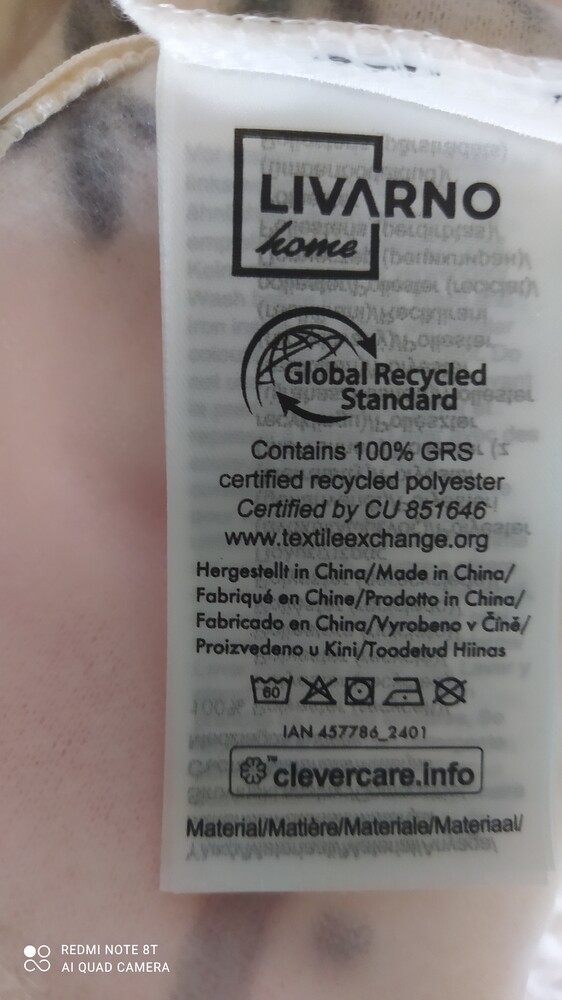 LIVARNO
home
Global Recycled
Standard
Contains 100% GRS
certified recycled polyester
Certified by CU 851646
www.textileexchange.org
Hergestellt in China/Made in China/
Fabriqué en Chine/Prodotto in China/
Fabricado en China/Vyrobeno v Číně/
Proizvedeno u Kini/Toodetud Hiinas
60
IAN 457786_2401
clevercare.info™
Material/Matière/Materiale/Materiaal/
REDMI NOTE 8T
AI QUAD CAMERA